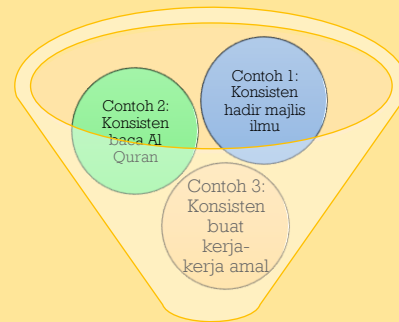 Contoh 1:
Konsisten
hadir majlis
ilmu
Contoh 2:
Konsisten
baca Al
Quran
Contoh 3:
Konsisten
buat
kerja-
kerja amal